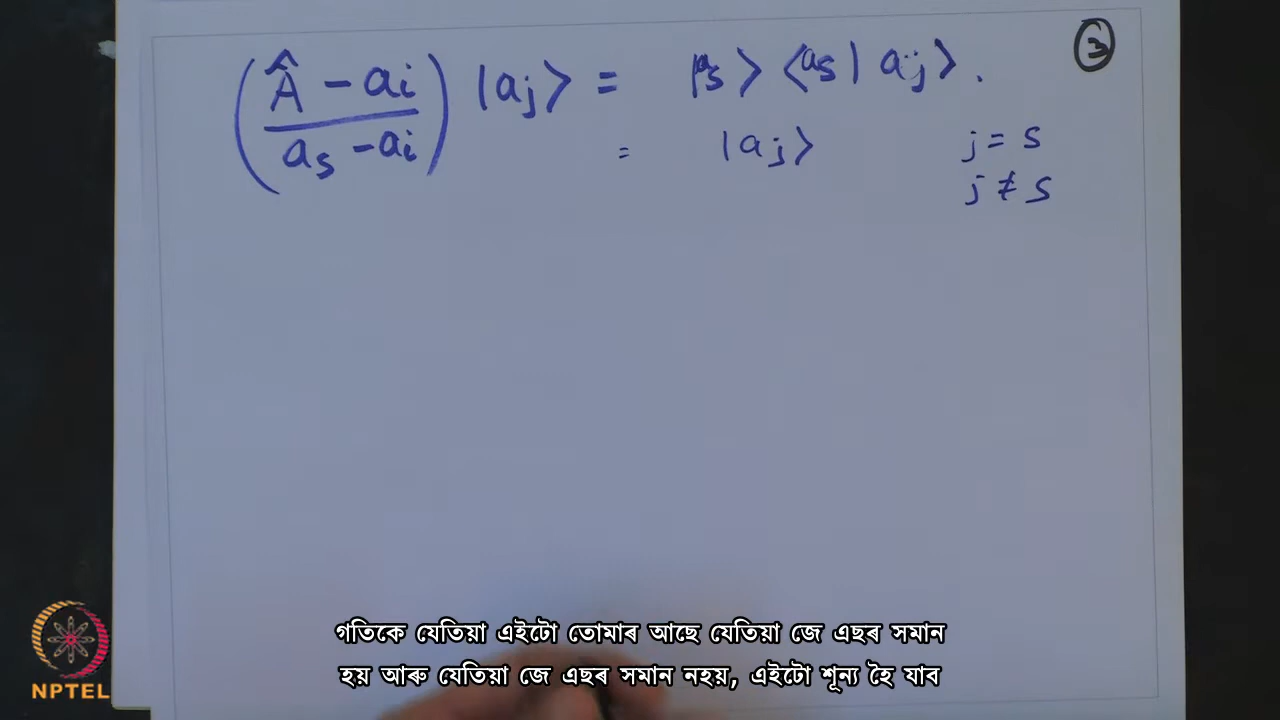 ③
(Â - ai / as - ai) |aj⟩ = |as⟩ ⟨as | aj⟩.
= |aj⟩ j = s
j ≠ s
গতিকে যেতিয়া এইটো তোমাৰ আছে যেতিয়া জে এছৰ সমান
হয় আৰু যেতিয়া জে এছৰ সমান নহয়, এইটো শূন্য হৈ যাব
NPTEL